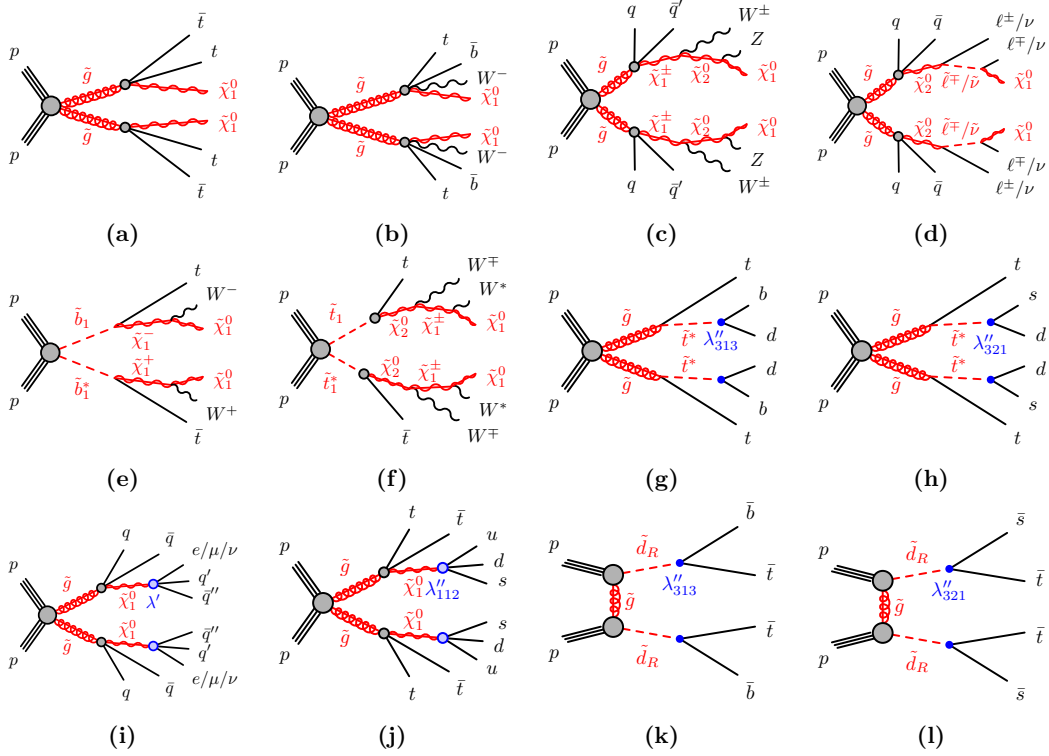 p p g̃ g̃ t̄ t χ̃₁⁰ χ̃₁⁰ t t̄
(a)
p p g̃ g̃ t b̄ W⁻ χ̃₁⁰ χ̃₁⁰ W⁻ b̄ t
(b)
p p g̃ g̃ q q̄′ χ̃₁^± χ̃₂⁰ W^± Z χ̃₁⁰ χ̃₁^± χ̃₂⁰ χ̃₁⁰ Z W^± q q̄′
(c)
p p g̃ g̃ q q̄ ℓ^±/ν ℓ^∓/ν χ̃₂⁰ ℓ̃^∓/ν̃ χ̃₁⁰ χ̃₂⁰ ℓ̃^∓/ν̃ χ̃₁⁰ ℓ^∓/ν ℓ^±/ν q q̄
(d)
p p b̃₁ b̃₁* t W⁻ χ̃₁⁻ χ̃₁⁰ χ̃₁⁺ χ̃₁⁰ W⁺ t̄
(e)
p p t̃₁ t̃₁* t W^∓ W* χ̃₂⁰ χ̃₁^± χ̃₁⁰ χ̃₂⁰ χ̃₁^± χ̃₁⁰ W* W^∓ t̄
(f)
p p g̃ g̃ t b d t̃* λ″₃₁₃ t̃* d b t
(g)
p p g̃ g̃ t s d t̃* λ″₃₂₁ t̃* d s t
(h)
p p g̃ g̃ q q̄ e/μ/ν q′ q̄″ χ̃₁⁰ λ′ χ̃₁⁰ q̄″ q′ e/μ/ν q q̄
(i)
p p g̃ g̃ t t̄ u d s χ̃₁⁰ λ″₁₁₂ χ̃₁⁰ s d u t t̄
(j)
p p g̃ d̃_R λ″₃₁₃ b̄ t̄ d̃_R t̄ b̄
(k)
p p g̃ d̃_R λ″₃₂₁ s̄ t̄ d̃_R t̄ s̄
(l)